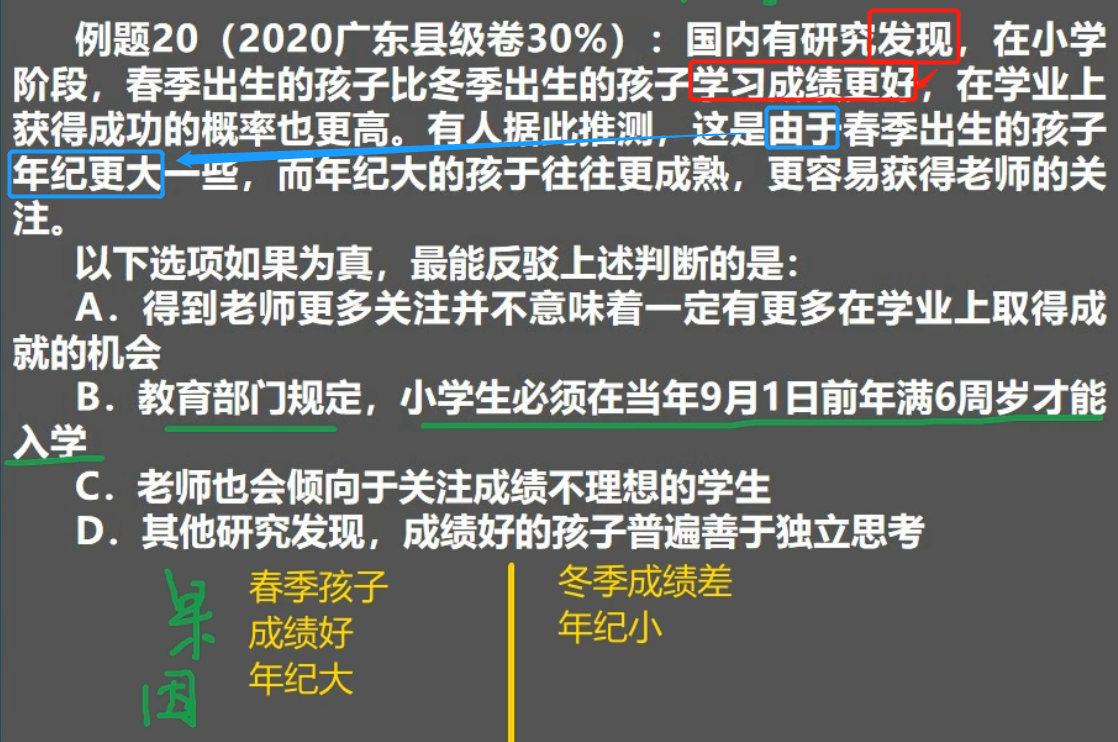 例题20（2020广东县级卷30%）：国内有研究发现，在小学
阶段，春季出生的孩子比冬季出生的孩子学习成绩更好，在学业上
获得成功的概率也更高。有人据此推测，这是由于春季出生的孩子
年纪更大一些，而年纪大的孩于往往更成熟，更容易获得老师的关
注。
以下选项如果为真，最能反驳上述判断的是：
A．得到老师更多关注并不意味着一定有更多在学业上取得成
就的机会
B．教育部门规定，小学生必须在当年9月1日前年满6周岁才能
入学
C．老师也会倾向于关注成绩不理想的学生
D．其他研究发现，成绩好的孩子普遍善于独立思考
果
因
春季孩子
成绩好
年纪大
冬季成绩差
年纪小